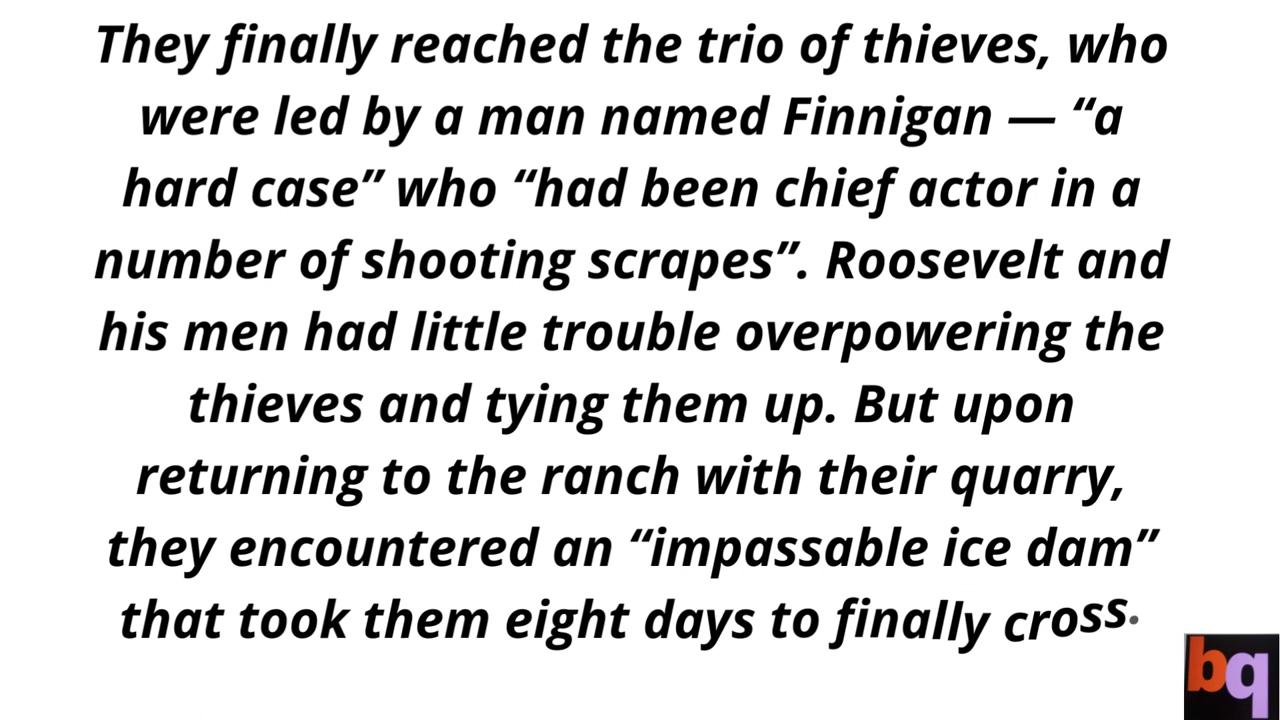 They finally reached the trio of thieves, who
were led by a man named Finnigan — “a
hard case” who “had been chief actor in a
number of shooting scrapes”. Roosevelt and
his men had little trouble overpowering the
thieves and tying them up. But upon
returning to the ranch with their quarry,
they encountered an “impassable ice dam”
that took them eight days to finally cross.
bq